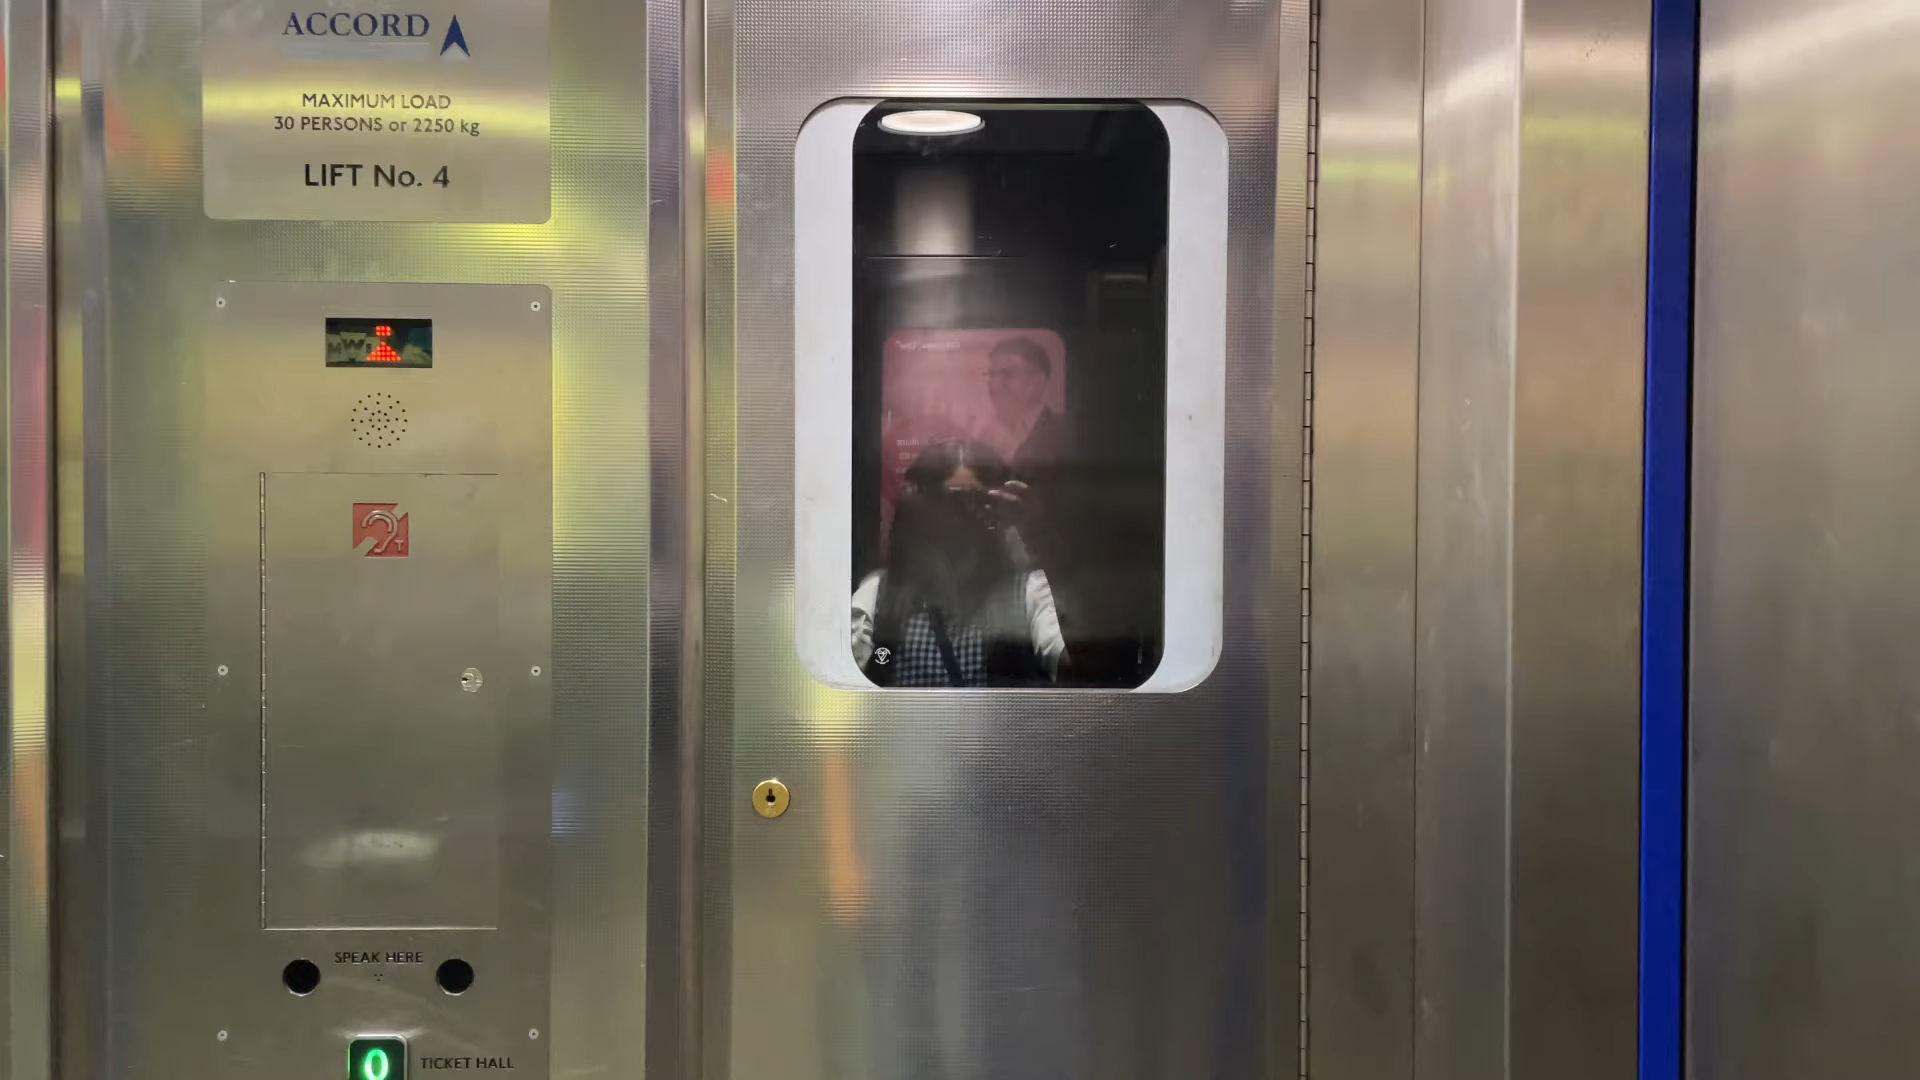 ACCORD
MAXIMUM LOAD
30 PERSONS or 2250 kg
LIFT No. 4
T
SPEAK HERE
0 TICKET HALL